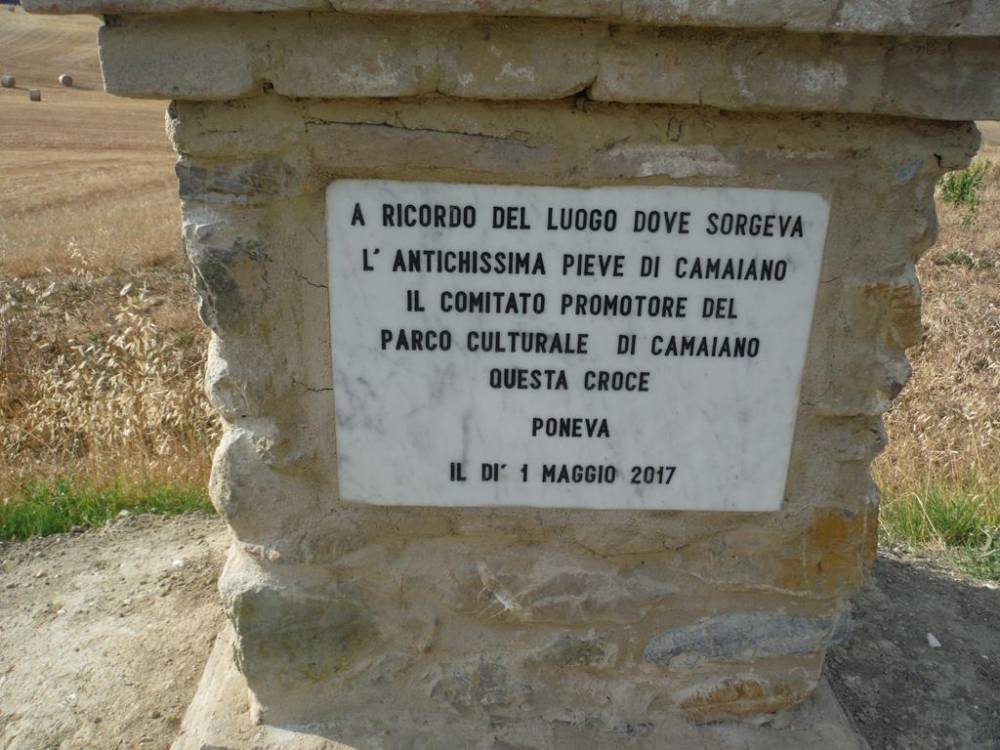 A RICORDO DEL LUOGO DOVE SORGEVA
L' ANTICHISSIMA PIEVE DI CAMAIANO
IL COMITATO PROMOTORE DEL
PARCO CULTURALE DI CAMAIANO
QUESTA CROCE
PONEVA
IL DI' 1 MAGGIO 2017